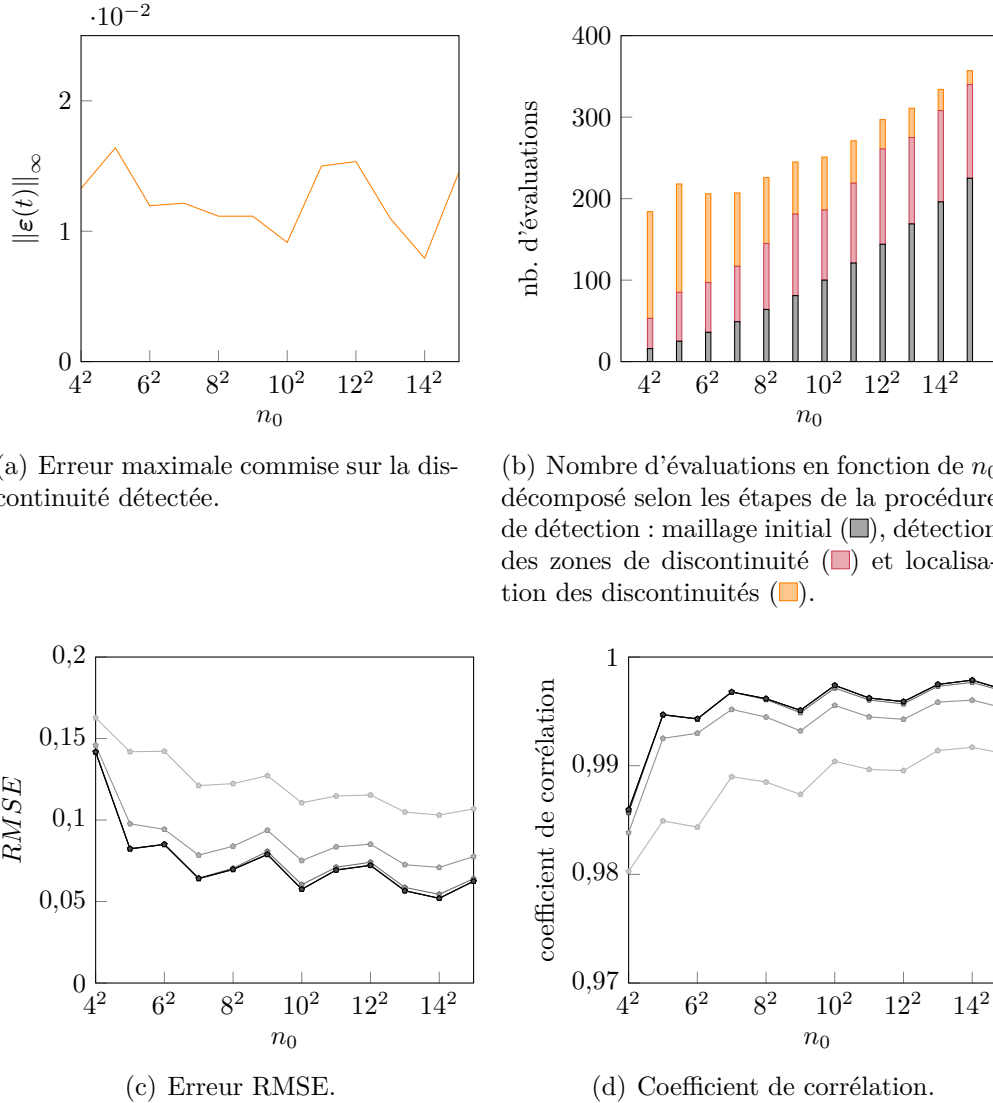 ·10⁻²
2
1
0
‖ε(t)‖∞
4² 6² 8² 10² 12² 14²
n₀
400
300
200
100
0
nb. d'évaluations
4² 6² 8² 10² 12² 14²
n₀
a) Erreur maximale commise sur la dis-
continuité détectée.
(b) Nombre d'évaluations en fonction de n₀
décomposé selon les étapes de la procédure
de détection : maillage initial (), détection
des zones de discontinuité () et localisa-
tion des discontinuités ().
0,2
0,15
0,1
0,05
0
RMSE
4² 6² 8² 10² 12² 14²
n₀
(c) Erreur RMSE.
1
0,99
0,98
0,97
coefficient de corrélation
4² 6² 8² 10² 12² 14²
n₀
(d) Coefficient de corrélation.